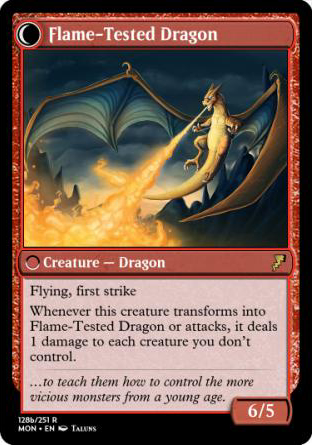 Flame-Tested Dragon
Creature — Dragon
Flying, first strike
Whenever this creature transforms into
Flame-Tested Dragon or attacks, it deals
1 damage to each creature you don’t
control.
…to teach them how to control the more
vicious monsters from a young age.
6/5
128b/251 R
MON • EN Taluns